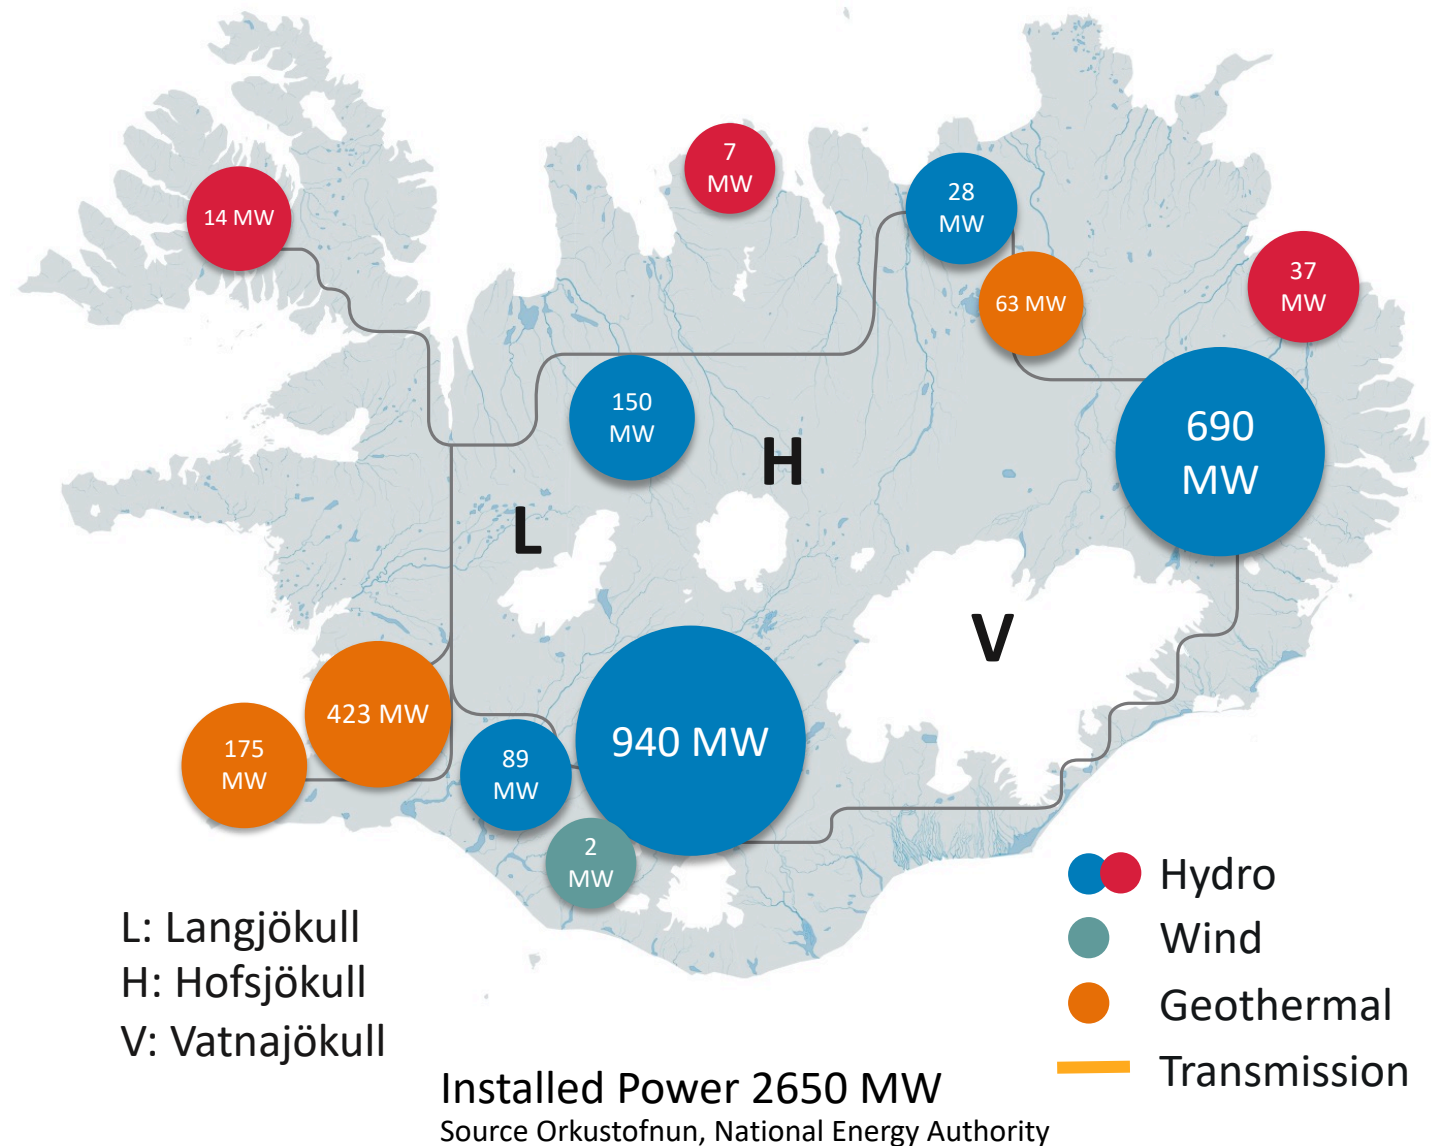 7
MW
14 MW
28
MW
37
MW
63 MW
150
MW
690
MW
H
L
V
423 MW
940 MW
175
MW
89
MW
2
MW
Hydro
Wind
Geothermal
Transmission
L: Langjökull
H: Hofsjökull
V: Vatnajökull
Installed Power 2650 MW
Source Orkustofnun, National Energy Authority